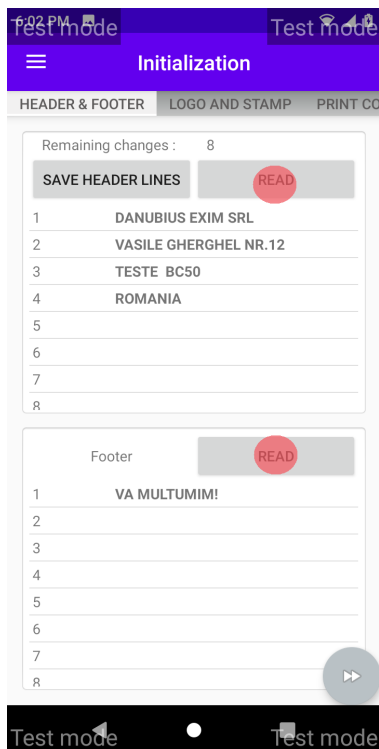 6:02 PM
Test mode Test mode
Initialization
HEADER & FOOTER LOGO AND STAMP PRINT CO
Remaining changes : 8
SAVE HEADER LINES READ
1 DANUBIUS EXIM SRL
2 VASILE GHERGHEL NR.12
3 TESTE BC50
4 ROMANIA
5
6
7
8
Footer READ
1 VA MULTUMIM!
2
3
4
5
6
7
8
Test mode Test mode